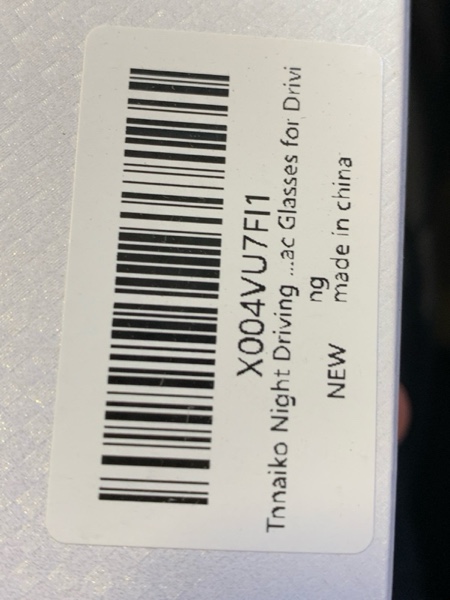 X004VU7FI1
Tnnaiko Night Driving ...ac Glasses for Drivi
ng
NEW made in china